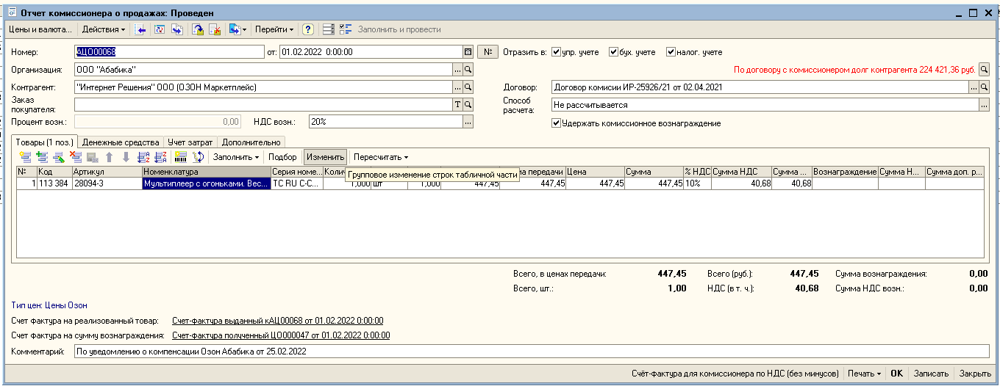 Отчет комиссионера о продажах: Проведен
Цены и валюта... Действия Перейти Заполнить и провести
Номер: АЦО00068 от: 01.02.2022 0:00:00 № Отразить в: упр. учете бух. учете налог. учете
Организация: ООО "Абабика" По договору с комиссионером долг контрагента 224 421,36 руб.
Контрагент: "Интернет Решения" ООО (ОЗОН Маркетплейс) Договор: Договор комисии ИР-25926/21 от 02.04.2021
Заказ покупателя: Т Способ расчета: Не рассчитывается
Процент возн.: 0,00 НДС возн.: 20% Удержать комиссионное вознаграждение
Товары (1 поз.) Денежные средства Учет затрат Дополнительно
Заполнить Подбор Изменить Пересчитать
№ Код Артикул Номенклатура Серия номе... Колич передачи Цена Сумма % НДС Сумма НДС Сумма ... Вознаграждение Сумма Н... Сумма доп. р...
Групповое изменение строк табличной части
1 113 384 28094-3 Мультиплеер с огоньками. Вес... TC RU C-C... 1,000 шт 1,000 447,45 447,45 447,45 447,45 10% 40,68 40,68
Всего, в ценах передачи: 447,45 Всего (руб.): 447,45 Сумма вознаграждения: 0,00
Всего, шт.: 1,00 НДС (в т. ч.): 40,68 Сумма НДС возн.: 0,00
Тип цен: Цены Озон
Счет фактура на реализованный товар: Счет-фактура выданный кАЦ00068 от 01.02.2022 0:00:00
Счет фактура на сумму вознаграждения: Счет-фактура полученный ЦО000047 от 01.02.2022 0:00:00
Комментарий: По уведомлению о компенсации Озон Абабика от 25.02.2022
Счёт-фактура для комиссионера по НДС (без минусов) Печать OK Записать Закрыть